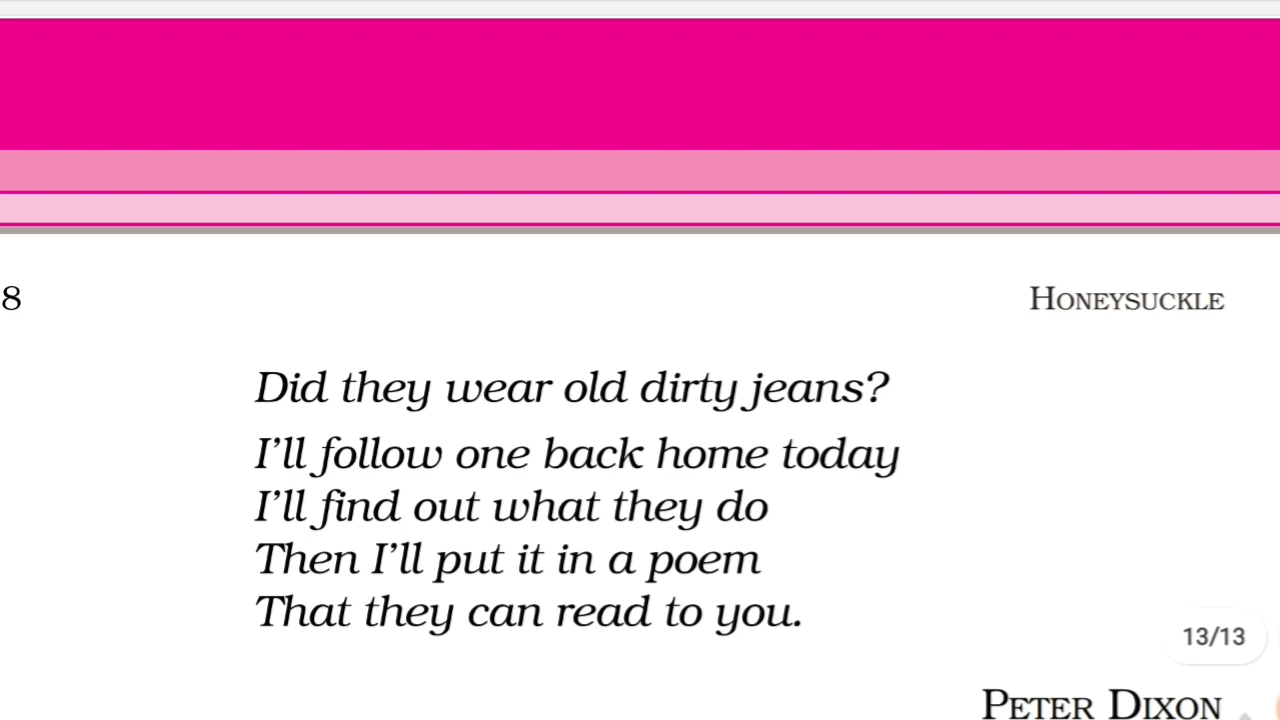 8
HONEYSUCKLE
Did they wear old dirty jeans?
I'll follow one back home today
I'll find out what they do
Then I'll put it in a poem
That they can read to you.
13/13
PETER DIXON